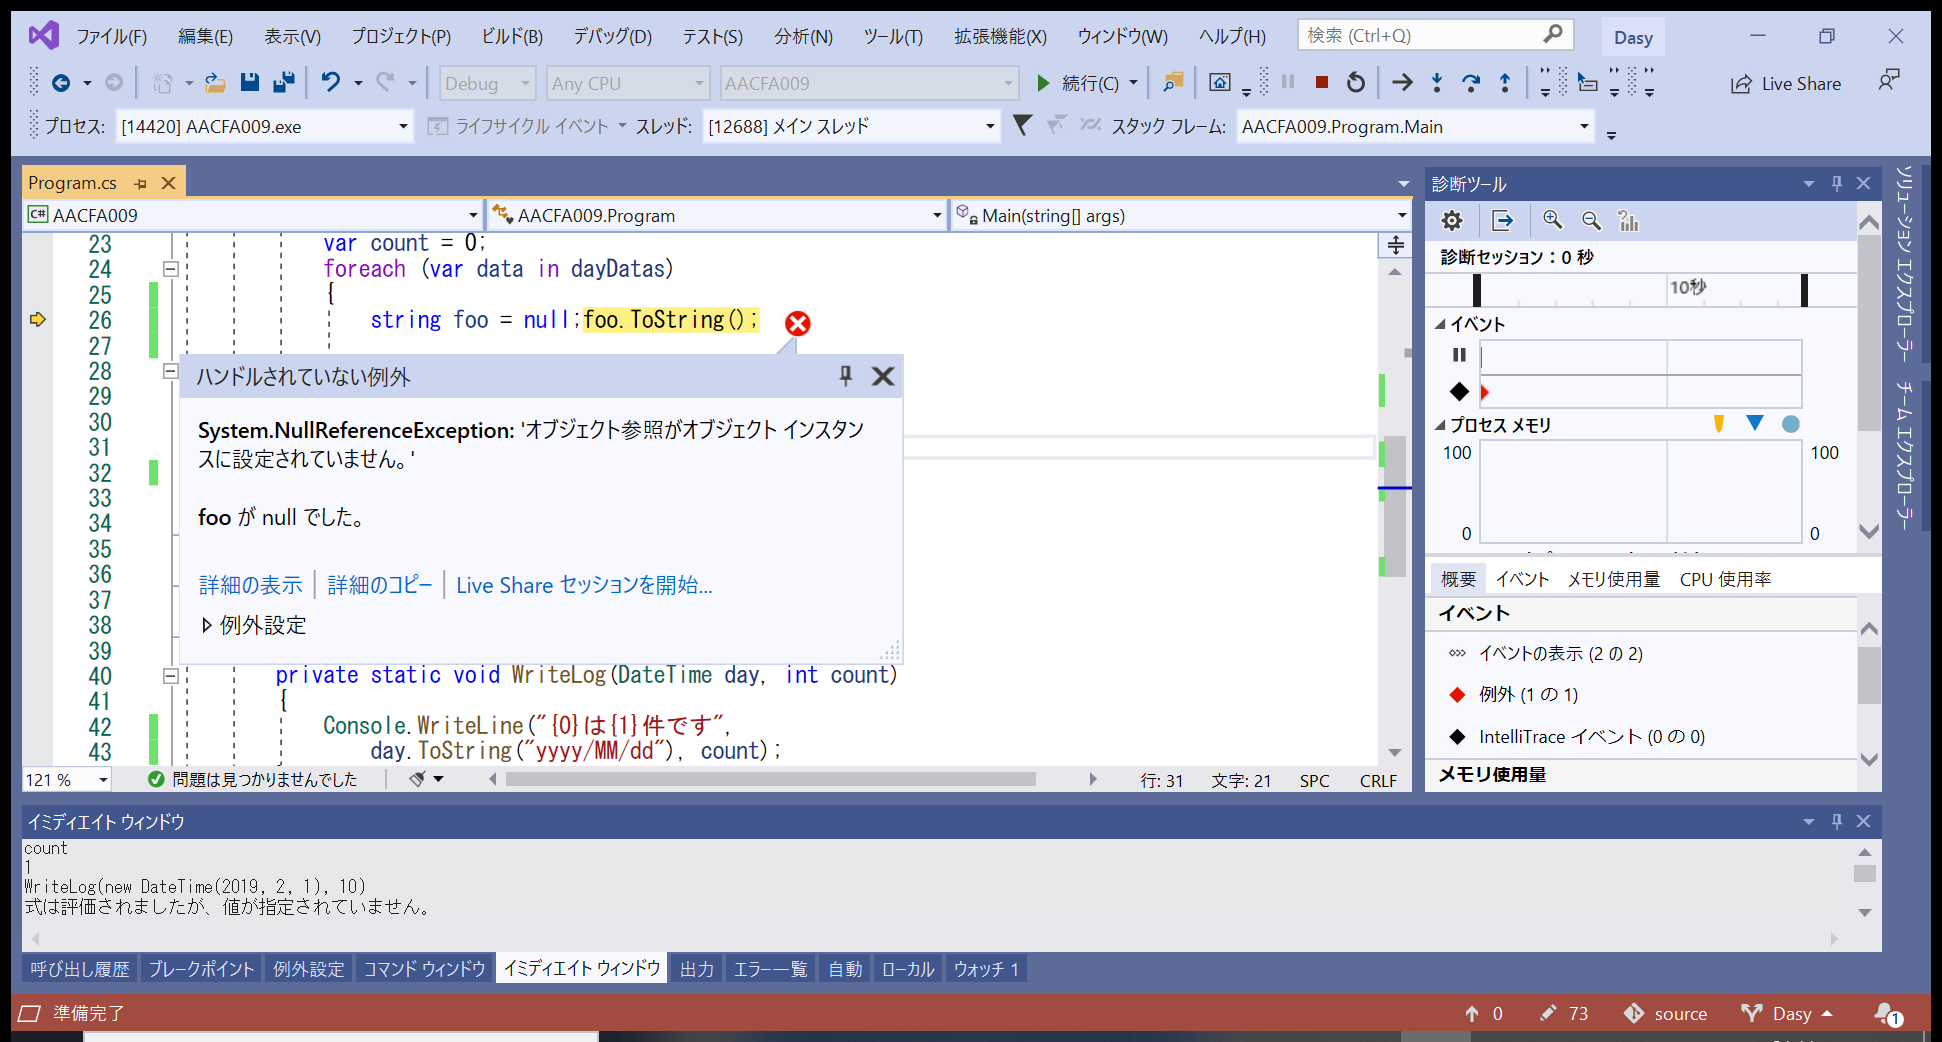 ファイル(F) 編集(E) 表示(V) プロジェクト(P) ビルド(B) デバッグ(D) テスト(S) 分析(N) ツール(T) 拡張機能(X) ウィンドウ(W) ヘルプ(H) 検索 (Ctrl+Q) Dasy
Debug Any CPU AACFA009 続行(C) Live Share
プロセス: [14420] AACFA009.exe ライフサイクル イベント スレッド: [12688] メイン スレッド スタック フレーム: AACFA009.Program.Main
Program.cs
C# AACFA009 AACFA009.Program Main(string[] args)
23 var count = 0;
24 foreach (var data in dayDatas)
25 {
26 string foo = null;foo.ToString();
27
28
29
30
31
32
33
34
35
36
37
38
39
40 private static void WriteLog(DateTime day, int count)
41 {
42 Console.WriteLine("{0}は{1}件です",
43 day.ToString("yyyy/MM/dd"), count);
ハンドルされていない例外
System.NullReferenceException: 'オブジェクト参照がオブジェクト インスタン
スに設定されていません。'
foo が null でした。
詳細の表示 詳細のコピー Live Share セッションを開始...
例外設定
121 % 問題は見つかりませんでした 行: 31 文字: 21 SPC CRLF
診断ツール
診断セッション：0 秒
10秒
イベント
プロセス メモリ
100 100
0 0
概要 イベント メモリ使用量 CPU 使用率
イベント
イベントの表示 (2 の 2)
例外 (1 の 1)
IntelliTrace イベント (0 の 0)
メモリ使用量
ソリューション エクスプローラー
チーム エクスプローラー
イミディエイト ウィンドウ
count
1
WriteLog(new DateTime(2019, 2, 1), 10)
式は評価されましたが、値が指定されていません。
呼び出し履歴 ブレークポイント 例外設定 コマンド ウィンドウ イミディエイト ウィンドウ 出力 エラー一覧 自動 ローカル ウォッチ 1
準備完了 0 73 source Dasy 1